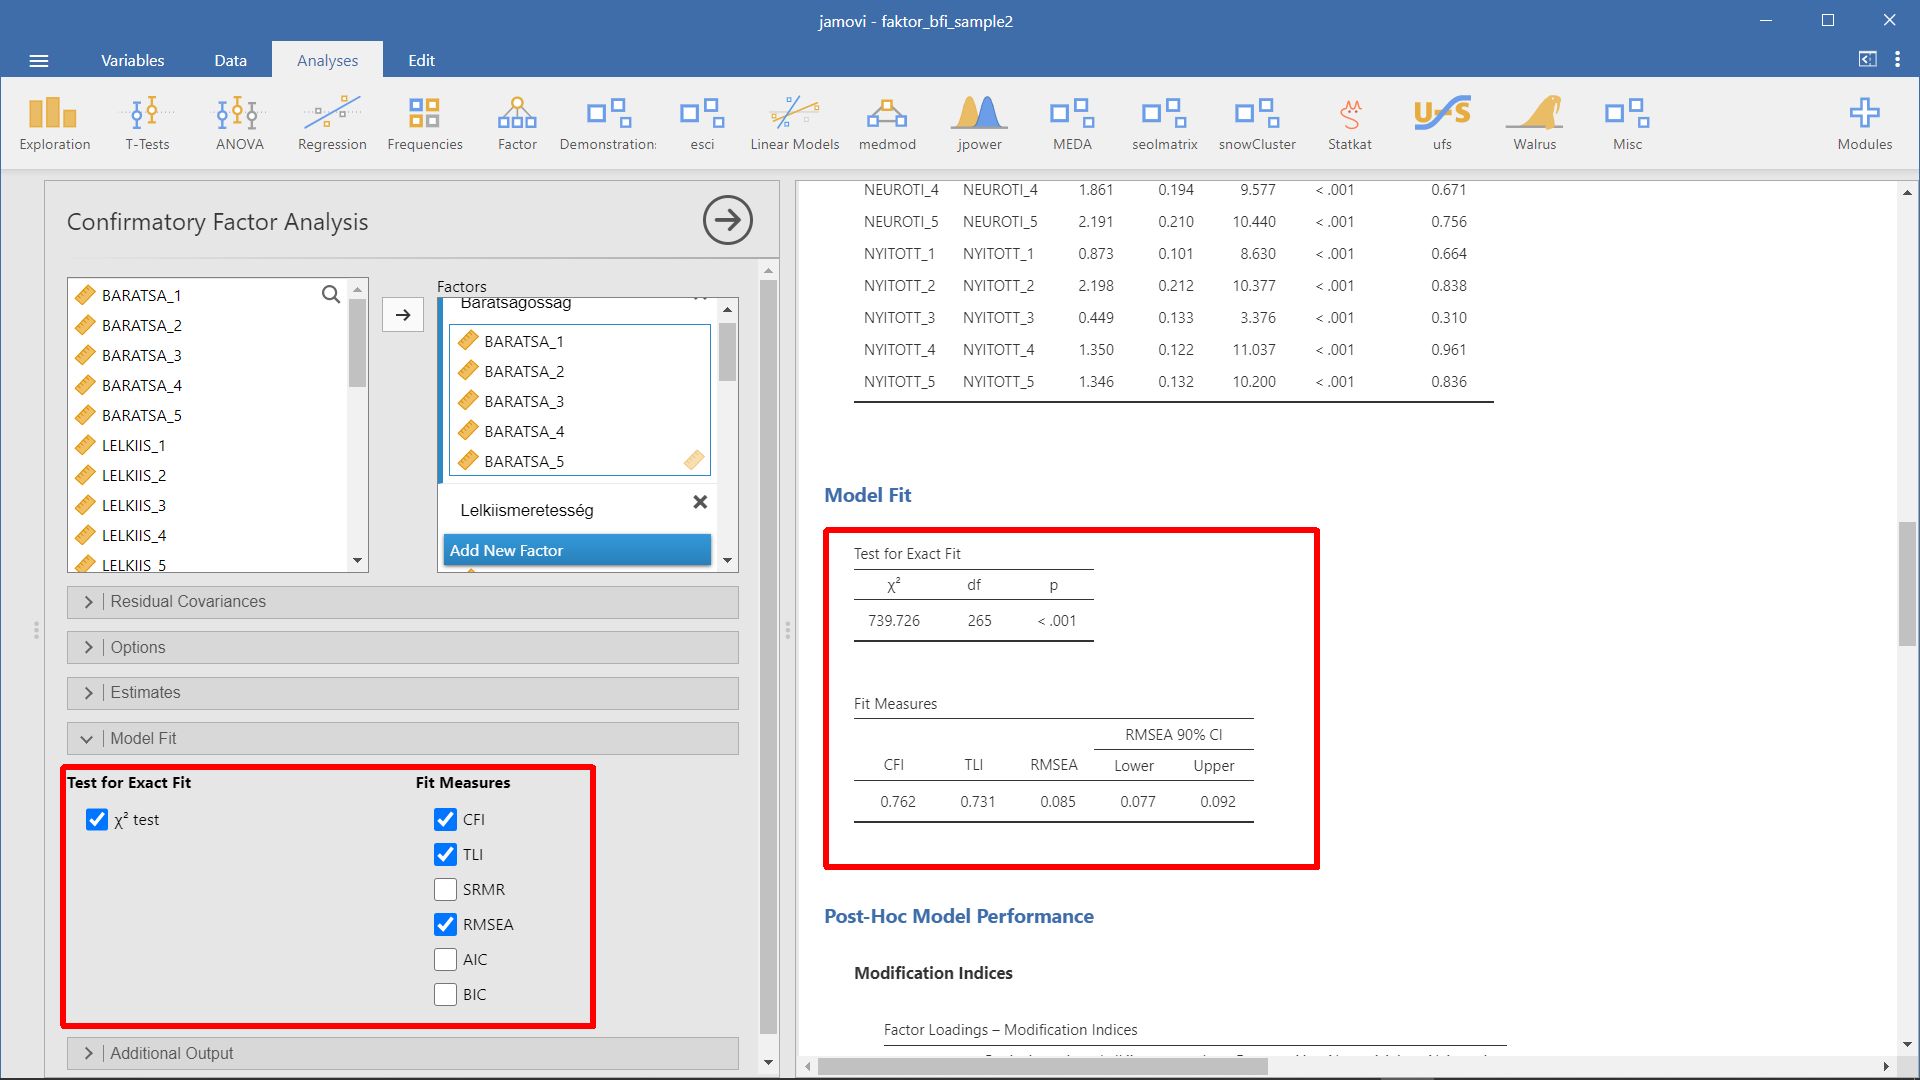 jamovi - faktor_bfi_sample2
Variables Data Analyses Edit
Exploration T-Tests ANOVA Regression Frequencies Factor Demonstrations esci Linear Models medmod jpower MEDA seolmatrix snowCluster Statkat ufs Walrus Misc Modules
Confirmatory Factor Analysis
BARATSA_1
BARATSA_2
BARATSA_3
BARATSA_4
BARATSA_5
LELKIIS_1
LELKIIS_2
LELKIIS_3
LELKIIS_4
LELKIIS_5
Factors
Barátságosság
BARATSA_1
BARATSA_2
BARATSA_3
BARATSA_4
BARATSA_5
Lelkiismeretesség
Add New Factor
Residual Covariances
Options
Estimates
Model Fit
Test for Exact Fit Fit Measures
χ² test CFI
TLI
SRMR
RMSEA
AIC
BIC
Additional Output
NEUROTI_4 NEUROTI_4 1.861 0.194 9.577 < .001 0.671
NEUROTI_5 NEUROTI_5 2.191 0.210 10.440 < .001 0.756
NYITOTT_1 NYITOTT_1 0.873 0.101 8.630 < .001 0.664
NYITOTT_2 NYITOTT_2 2.198 0.212 10.377 < .001 0.838
NYITOTT_3 NYITOTT_3 0.449 0.133 3.376 < .001 0.310
NYITOTT_4 NYITOTT_4 1.350 0.122 11.037 < .001 0.961
NYITOTT_5 NYITOTT_5 1.346 0.132 10.200 < .001 0.836
Model Fit
Test for Exact Fit
χ² df p
739.726 265 < .001
Fit Measures
RMSEA 90% CI
CFI TLI RMSEA Lower Upper
0.762 0.731 0.085 0.077 0.092
Post-Hoc Model Performance
Modification Indices
Factor Loadings – Modification Indices